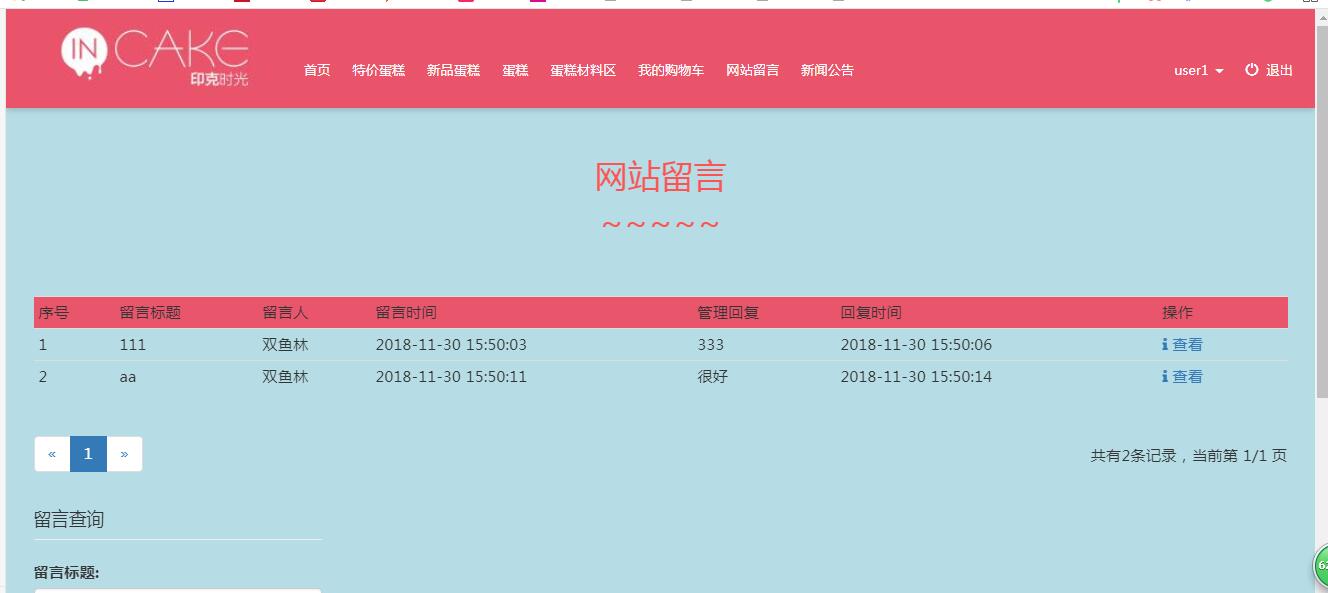 IN CAKE
印克时光
首页 特价蛋糕 新品蛋糕 蛋糕 蛋糕材料区 我的购物车 网站留言 新闻公告 user1 退出
网站留言
~~~~~
序号 留言标题 留言人 留言时间 管理回复 回复时间 操作
1 111 双鱼林 2018-11-30 15:50:03 333 2018-11-30 15:50:06 查看
2 aa 双鱼林 2018-11-30 15:50:11 很好 2018-11-30 15:50:14 查看
« 1 »
共有2条记录，当前第 1/1 页
留言查询
留言标题: